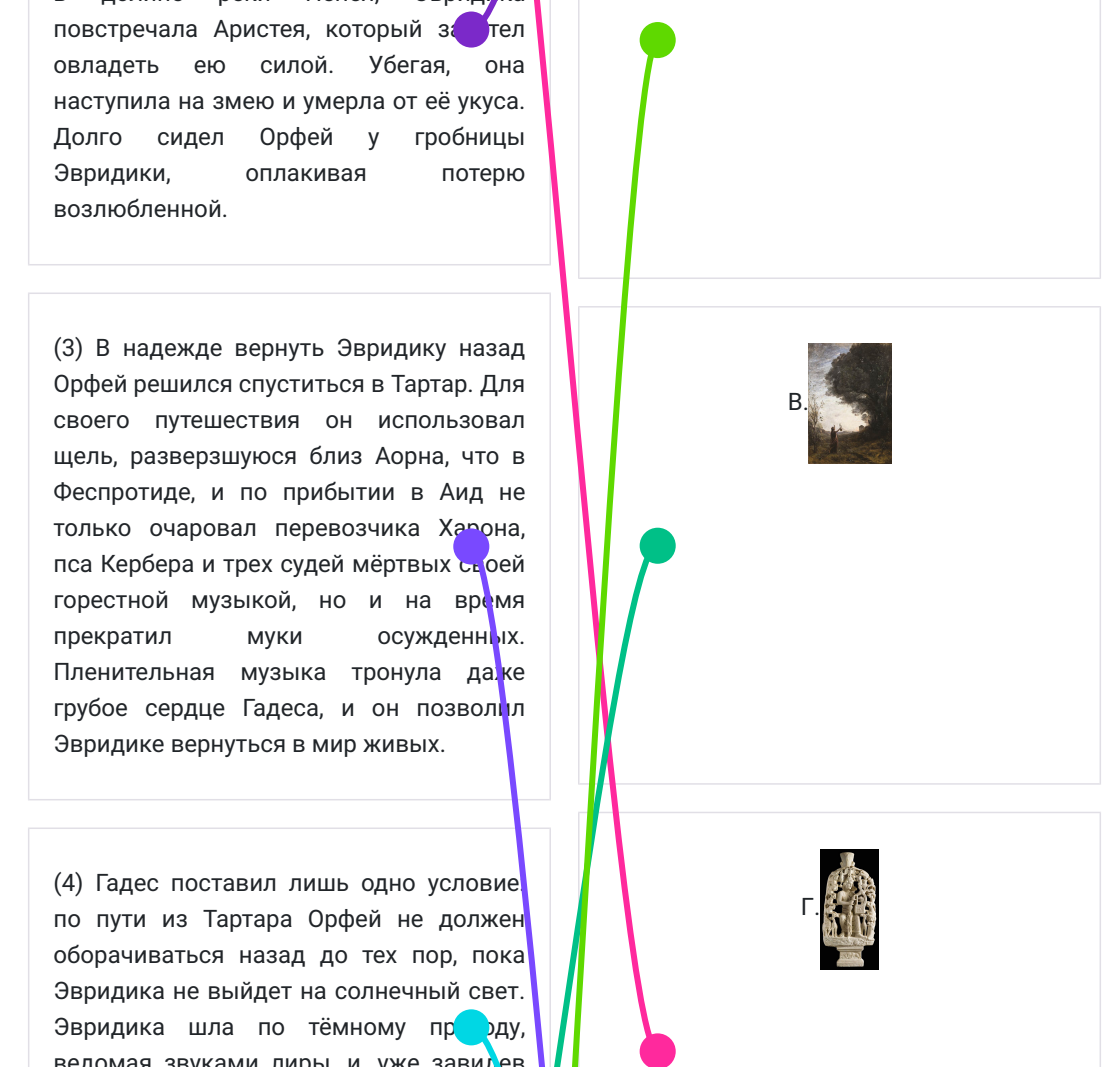 повстречала Аристея, который
овладеть ею силой. Убегая, она
наступила на змею и умерла от её укуса.
Долго сидел Орфей у гробницы
Эвридики, оплакивая потерю
возлюбленной.
(3) В надежде вернуть Эвридику назад
Орфей решился спуститься в Тартар. Для
своего путешествия он использовал
щель, разверзшуюся близ Аорна, что в
Феспротиде, и по прибытии в Аид не
только очаровал перевозчика Харона,
пса Кербера и трех судей мёртвых своей
горестной музыкой, но и на время
прекратил муки осужденных.
Пленительная музыка тронула даже
грубое сердце Гадеса, и он позволил
Эвридике вернуться в мир живых.
(4) Гадес поставил лишь одно условие:
по пути из Тартара Орфей не должен
оборачиваться назад до тех пор, пока
Эвридика не выйдет на солнечный свет.
Эвридика шла по тёмному проходу,
ведомая звуками лиры, и, уже завидев
В.
Г.